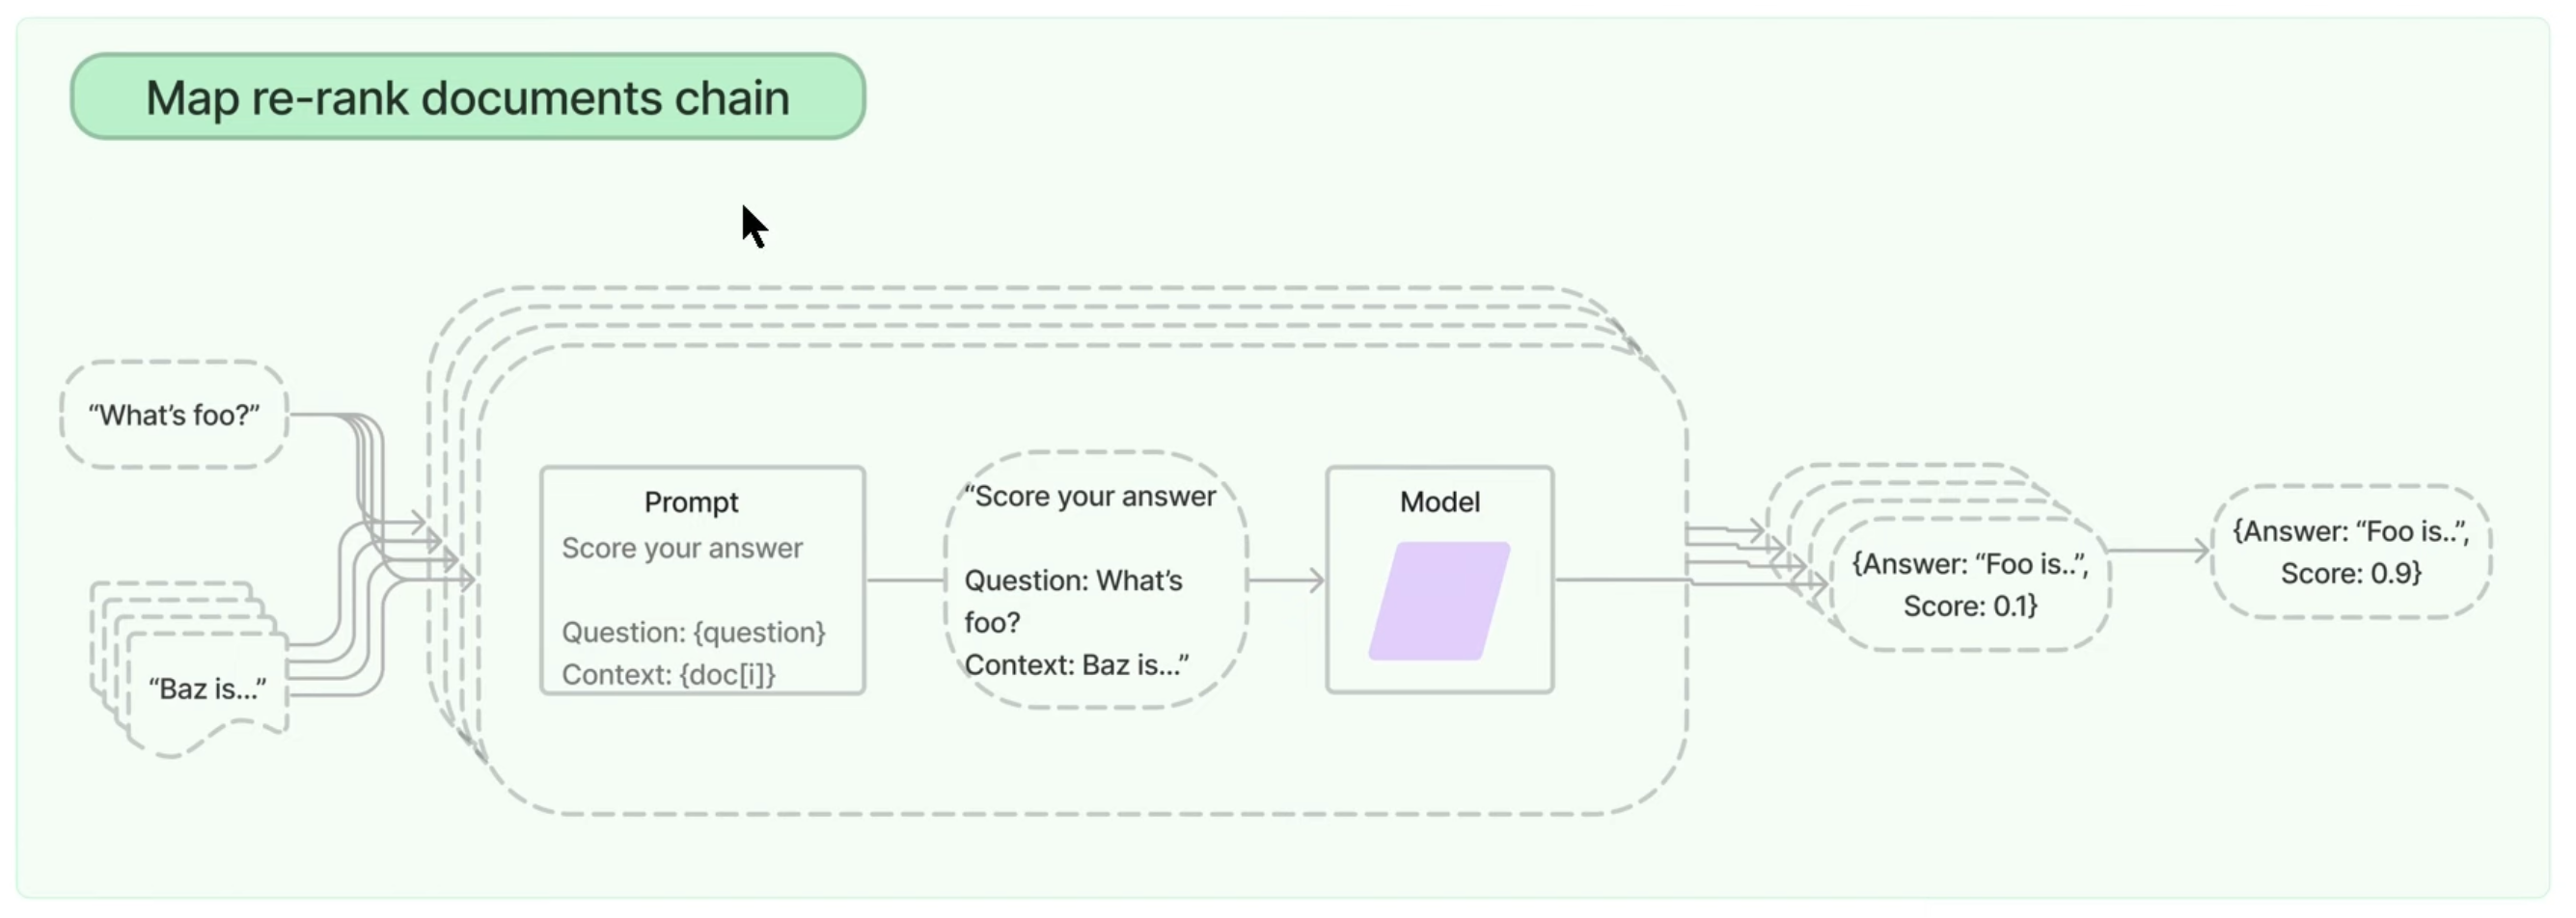 Map re-rank documents chain
“What’s foo?”
“Baz is...”
Prompt
Score your answer
Question: {question}
Context: {doc[i]}
“Score your answer
Question: What’s
foo?
Context: Baz is...”
Model
{Answer: “Foo is..”,
Score: 0.1}
{Answer: “Foo is..”,
Score: 0.9}